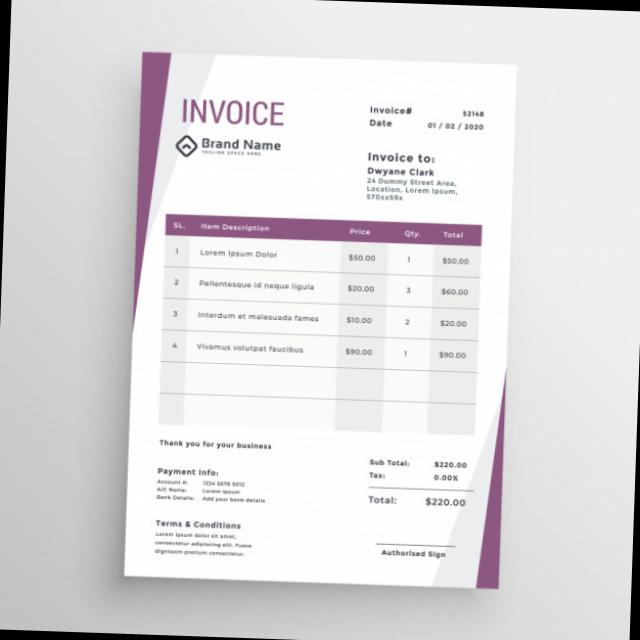 INVOICE
Brand Name
TAGLINE SPACE HERE
Invoice# 52148
Date 01 / 02 / 2020
Invoice to:
Dwyane Clark
24 Dummy Street Area,
Location, Lorem Ipsum,
570xx59x
SL. Item Description Price Qty. Total
1 Lorem Ipsum Dolor $50.00 1 $50.00
2 Pellentesque id neque ligula $20.00 3 $60.00
3 Interdum et malesuada fames $10.00 2 $20.00
4 Vivamus volutpat faucibus $90.00 1 $90.00
Thank you for your business
Sub Total: $220.00
Tax: 0.00%
Total: $220.00
Payment Info:
Account #: 1234 5678 9012
A/C Name: Lorem Ipsum
Bank Details: Add your bank details
Terms & Conditions
Lorem ipsum dolor sit amet,
consectetur adipiscing elit. Fusce
dignissim pretium consectetur.
Authorised Sign